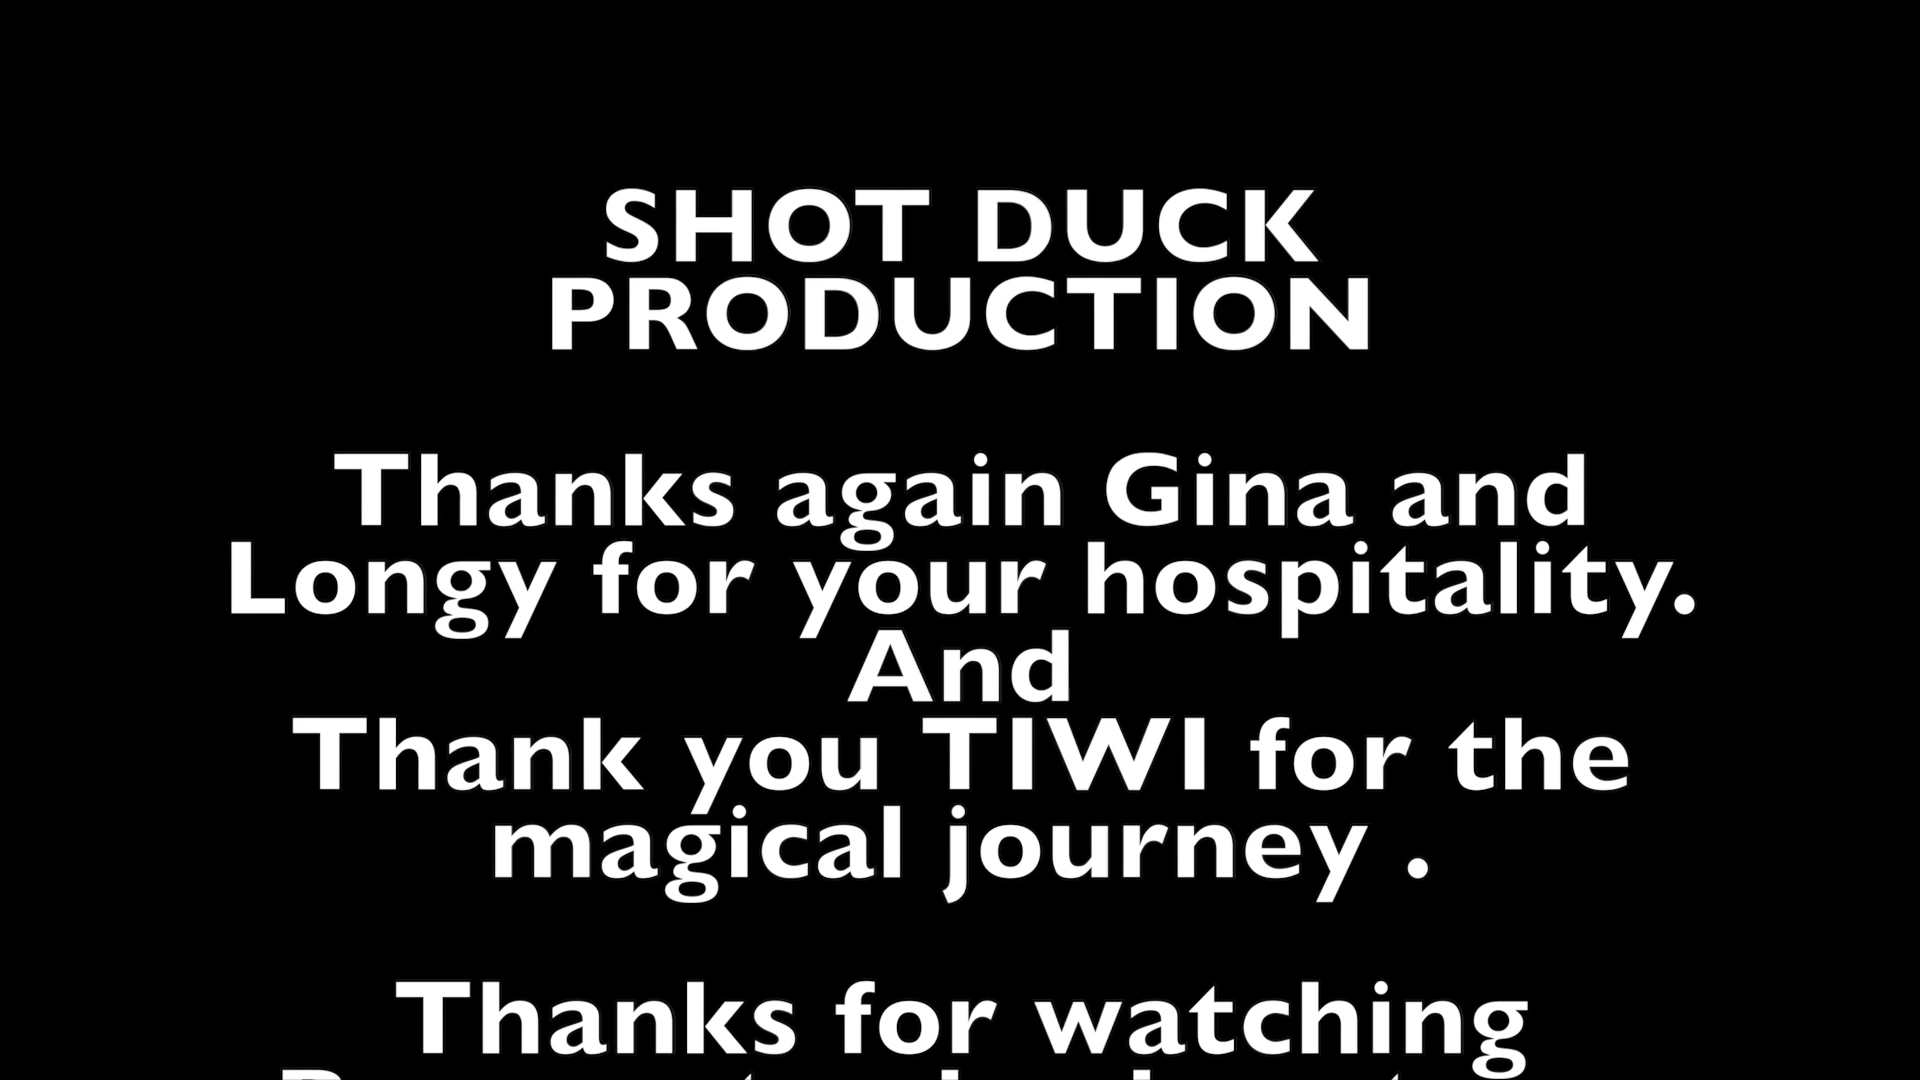 SHOT DUCK
PRODUCTION
Thanks again Gina and
Longy for your hospitality.
And
Thank you TIWI for the
magical journey .
Thanks for watching